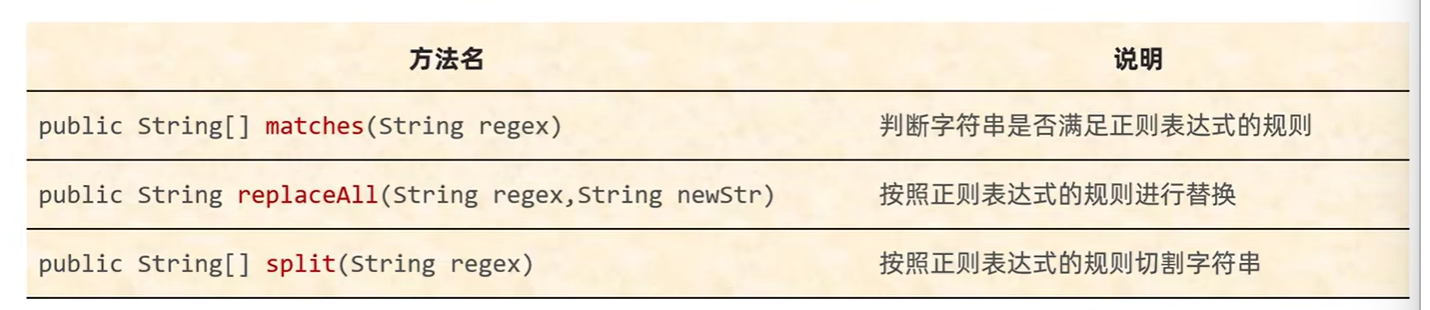 方法名 说明
public String[] matches(String regex) 判断字符串是否满足正则表达式的规则
public String replaceAll(String regex,String newStr) 按照正则表达式的规则进行替换
public String[] split(String regex) 按照正则表达式的规则切割字符串